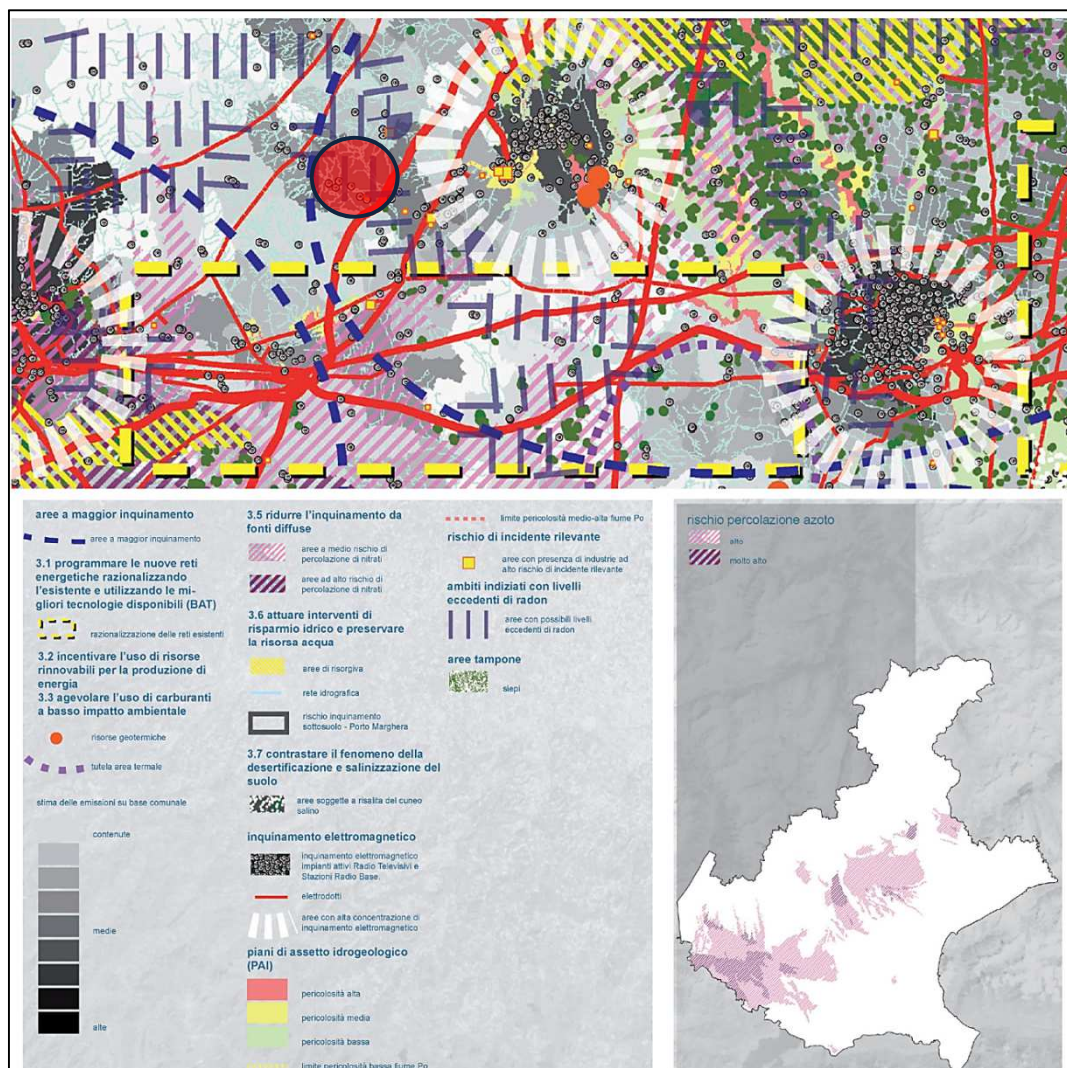 aree a maggior inquinamento
aree a maggior inquinamento
3.1 programmare le nuove reti
energetiche razionalizzando
l'esistente e utilizzando le mi-
gliori tecnologie disponibili (BAT)
razionalizzazione delle reti esistenti
3.2 incentivare l'uso di risorse
rinnovabili per la produzione di
energia
3.3 agevolare l'uso di carburanti
a basso impatto ambientale
risorse geotermiche
tutela area termale
stima delle emissioni su base comunale
contenute
medie
alte
3.5 ridurre l'inquinamento da
fonti diffuse
aree a medio rischio di
percolazione di nitrati
aree ad alto rischio di
percolazione di nitrati
3.6 attuare interventi di
risparmio idrico e preservare
la risorsa acqua
aree di risorgiva
rete idrografica
rischio inquinamento
sottosuolo - Porto Marghera
3.7 contrastare il fenomeno della
desertificazione e salinizzazione del
suolo
aree soggette a risalita del cuneo
salino
inquinamento elettromagnetico
inquinamento elettromagnetico
impianti attivi Radio Televisivi e
Stazioni Radio Base.
elettrodotti
aree con alta concentrazione di
inquinamento elettromagnetico
piani di assetto idrogeologico
(PAI)
pericolosità alta
pericolosità media
pericolosità bassa
limite pericolosità bassa fiume Po
limite pericolosità medio-alta fiume Po
rischio di incidente rilevante
aree con presenza di industrie ad
alto rischio di incidente rilevante
ambiti indiziati con livelli
eccedenti di radon
aree con possibili livelli
eccedenti di radon
aree tampone
siepi
rischio percolazione azoto
alto
molto alto